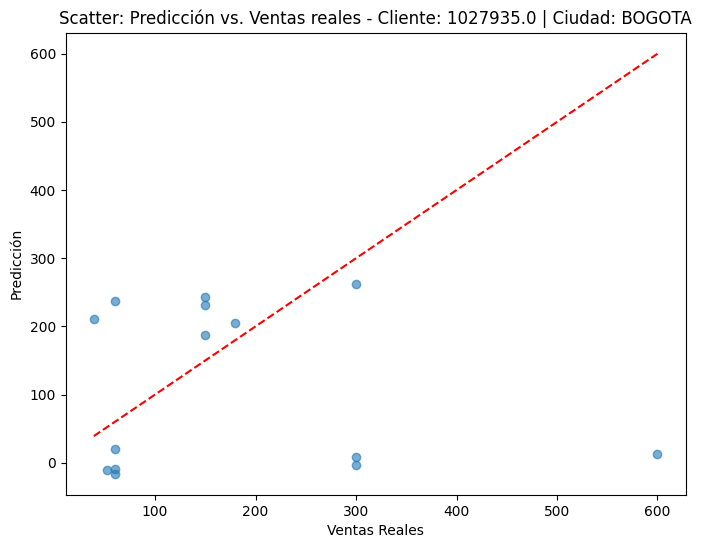 Scatter: Predicción vs. Ventas reales - Cliente: 1027935.0 | Ciudad: BOGOTA
600
500
400
300
200
100
0
Predicción
100 200 300 400 500 600
Ventas Reales